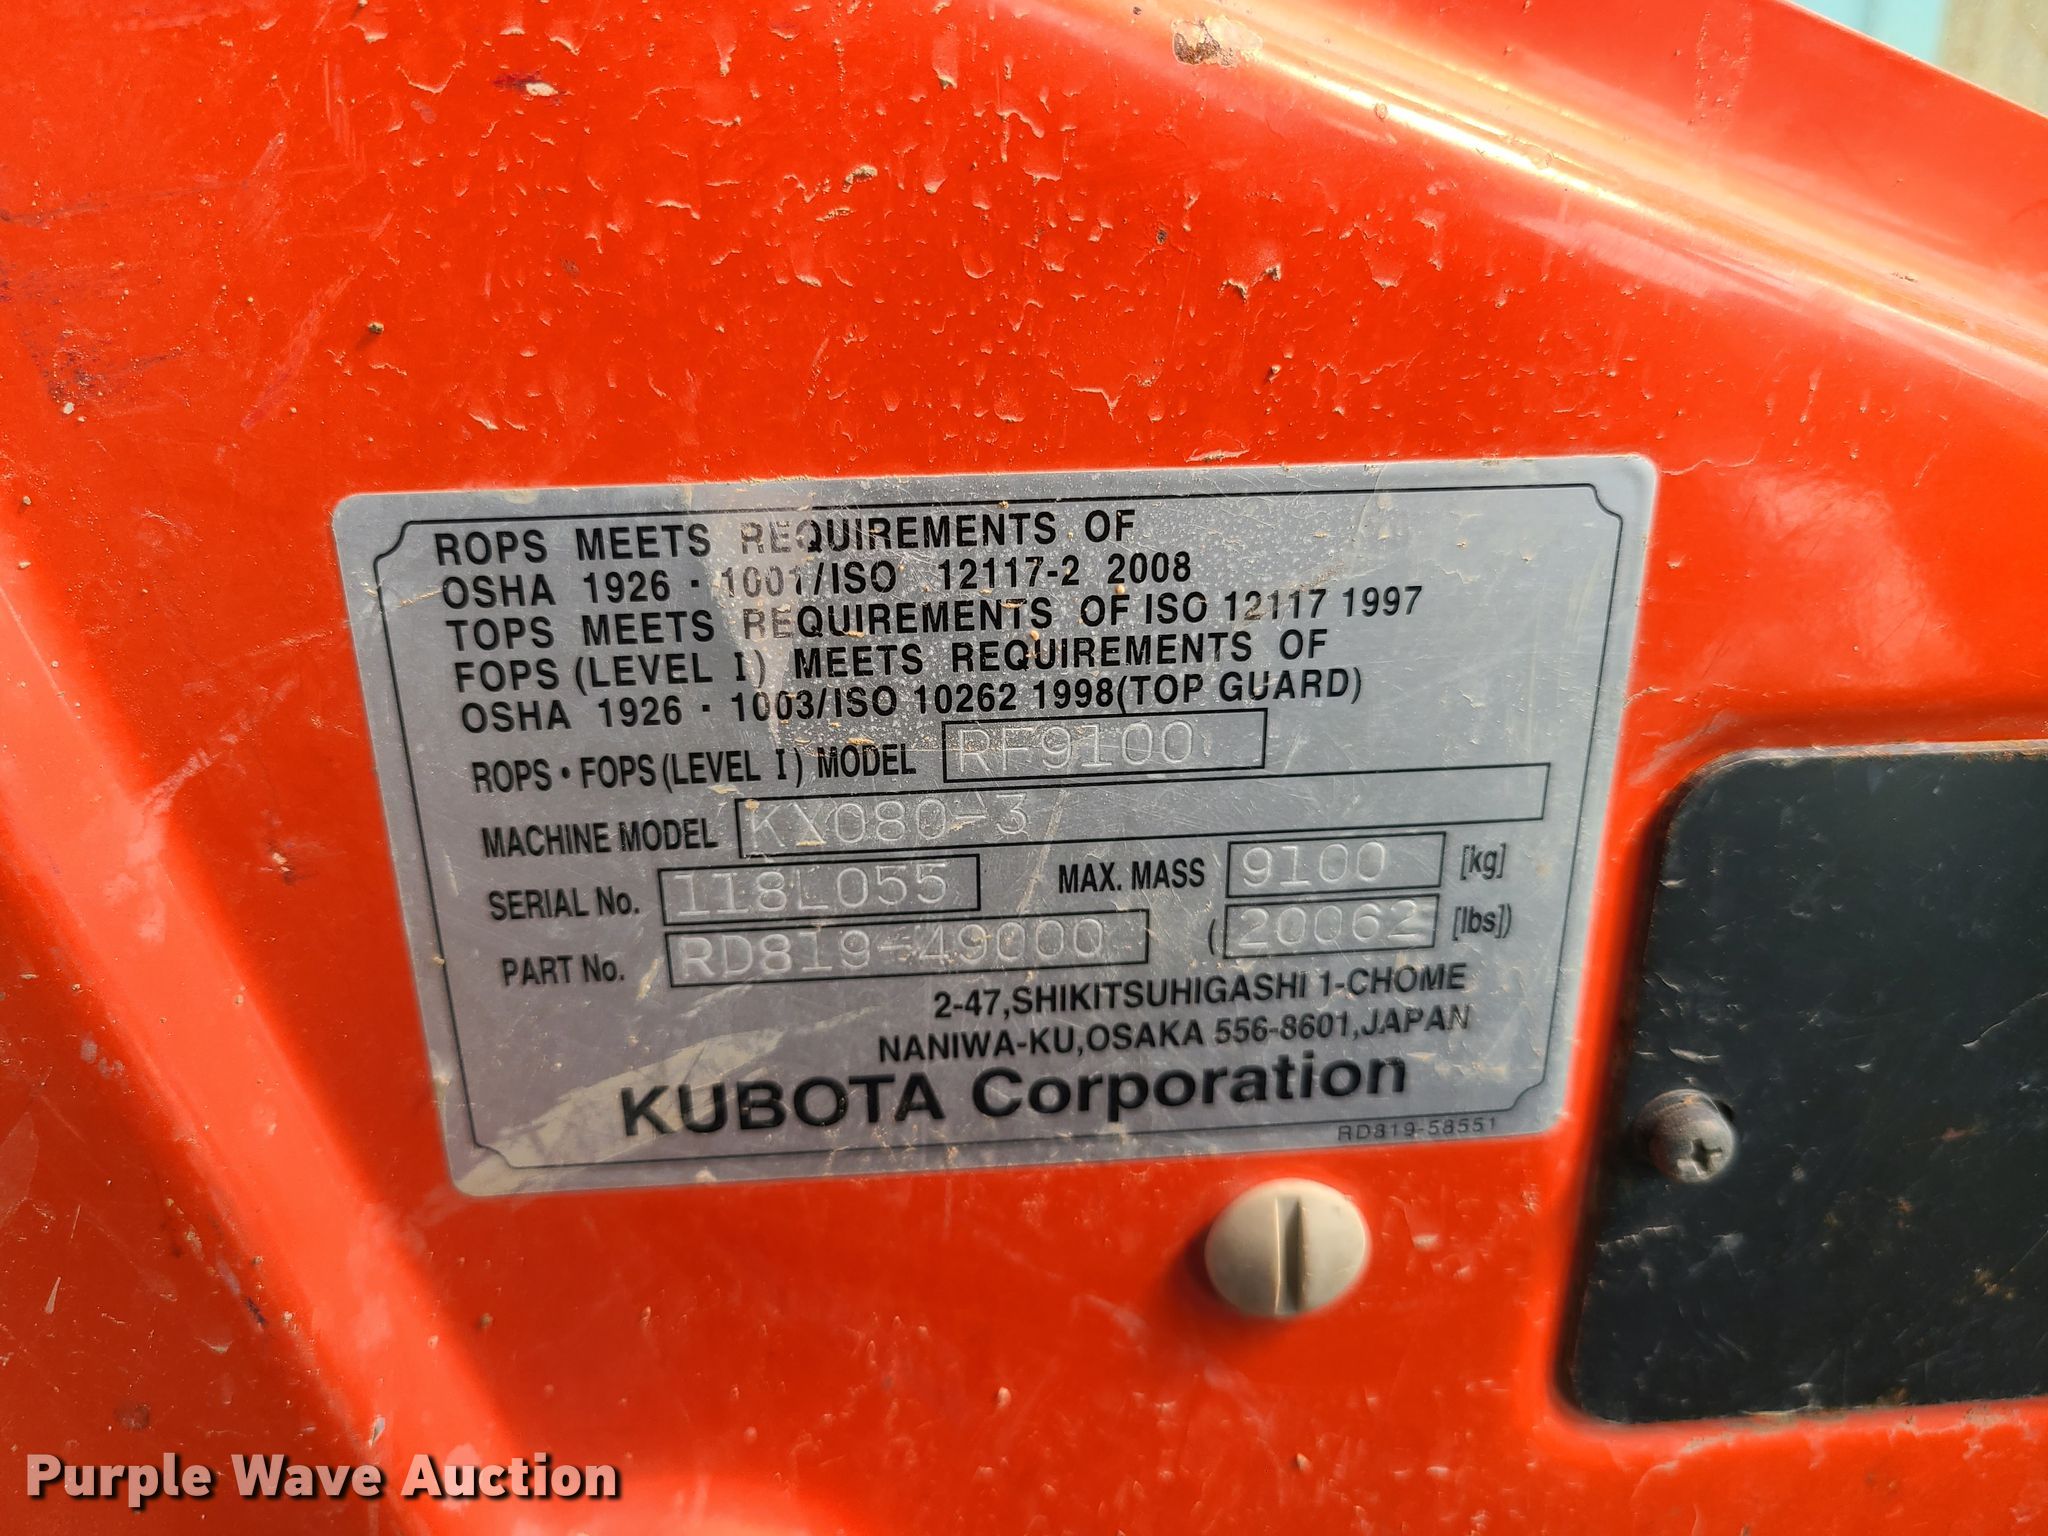 ROPS MEETS REQUIREMENTS OF
OSHA 1926 · 1001/ISO 12117-2 2008
TOPS MEETS REQUIREMENTS OF ISO 12117 1997
FOPS (LEVEL I) MEETS REQUIREMENTS OF
OSHA 1926 · 1003/ISO 10262 1998(TOP GUARD)
ROPS · FOPS (LEVEL I) MODEL RF9100
MACHINE MODEL KX080-3
SERIAL No. 118L055 MAX. MASS 9100 [kg]
PART No. RD819-49000 (20062 [lbs])
2-47,SHIKITSUHIGASHI 1-CHOME
NANIWA-KU,OSAKA 556-8601,JAPAN
KUBOTA Corporation
RD819-58551
Purple Wave Auction